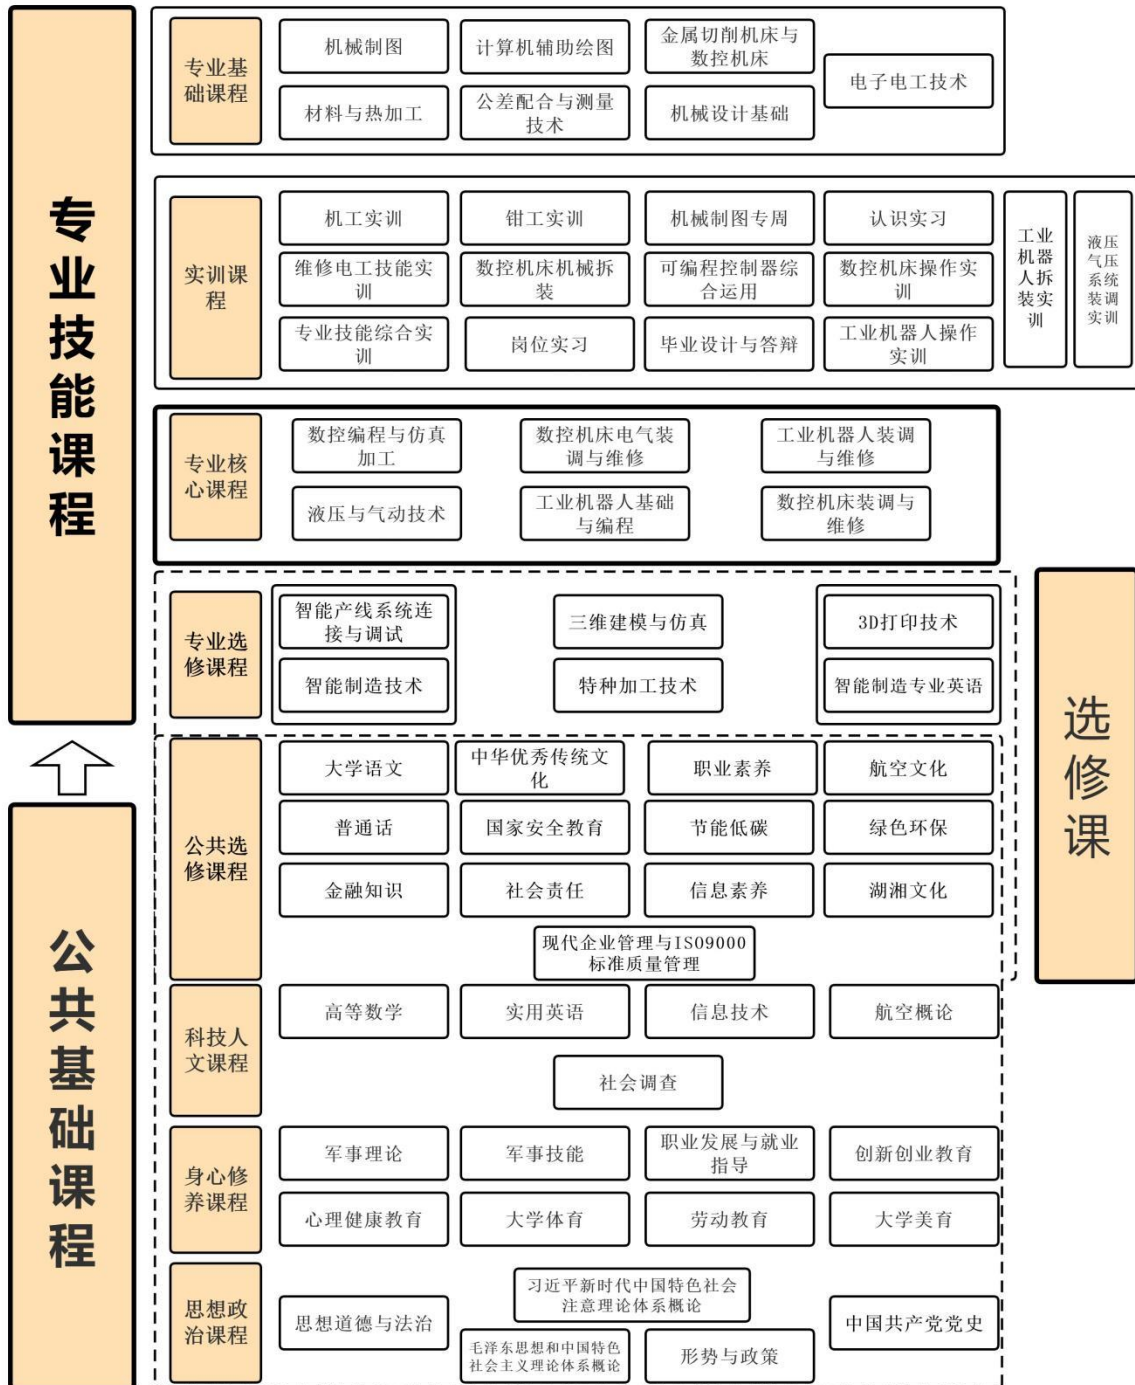 专业技能课程
专业基
础课程
机械制图
计算机辅助绘图
金属切削机床与
数控机床
电子电工技术
材料与热加工
公差配合与测量
技术
机械设计基础
实训课
程
机工实训
钳工实训
机械制图专周
认识实习
维修电工技能实
训
数控机床机械拆
装
可编程控制器综
合运用
数控机床操作实
训
专业技能综合实
训
岗位实习
毕业设计与答辩
工业机器人操作
实训
工业
机器
人拆
装实
训
液压
气压
系统
装调
实训
专业核
心课程
数控编程与仿真
加工
数控机床电气装
调与维修
工业机器人装调
与维修
液压与气动技术
工业机器人基础
与编程
数控机床装调与
维修
选修课
专业选
修课程
智能产线系统连
接与调试
三维建模与仿真
3D打印技术
智能制造技术
特种加工技术
智能制造专业英语
公共基础课程
公共选
修课程
大学语文
中华优秀传统文
化
职业素养
航空文化
普通话
国家安全教育
节能低碳
绿色环保
金融知识
社会责任
信息素养
湖湘文化
现代企业管理与ISO9000
标准质量管理
科技人
文课程
高等数学
实用英语
信息技术
航空概论
社会调查
身心修
养课程
军事理论
军事技能
职业发展与就业
指导
创新创业教育
心理健康教育
大学体育
劳动教育
大学美育
思想政
治课程
思想道德与法治
习近平新时代中国特色社会
注意理论体系概论
中国共产党党史
毛泽东思想和中国特色
社会主义理论体系概论
形势与政策